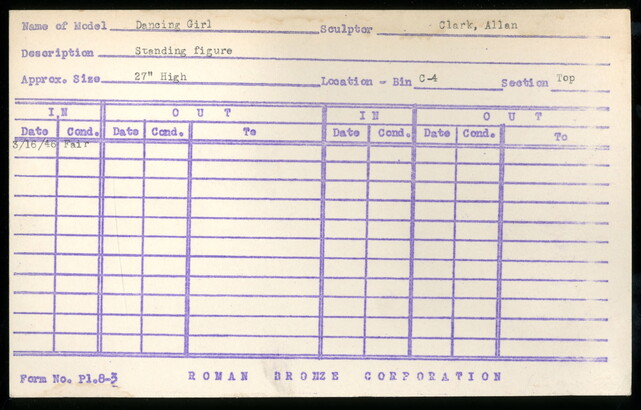 Name of Model Dancing Girl Sculptor Clark, Allan
Description Standing figure
Approx. Size 27" High Location - Bin C-4 Section Top
IN OUT IN OUT
Date Cond. Date Cond. To Date Cond. Date Cond. To
3/16/46 Fair
Form No. Pl.8-3 ROMAN BRONZE CORPORATION